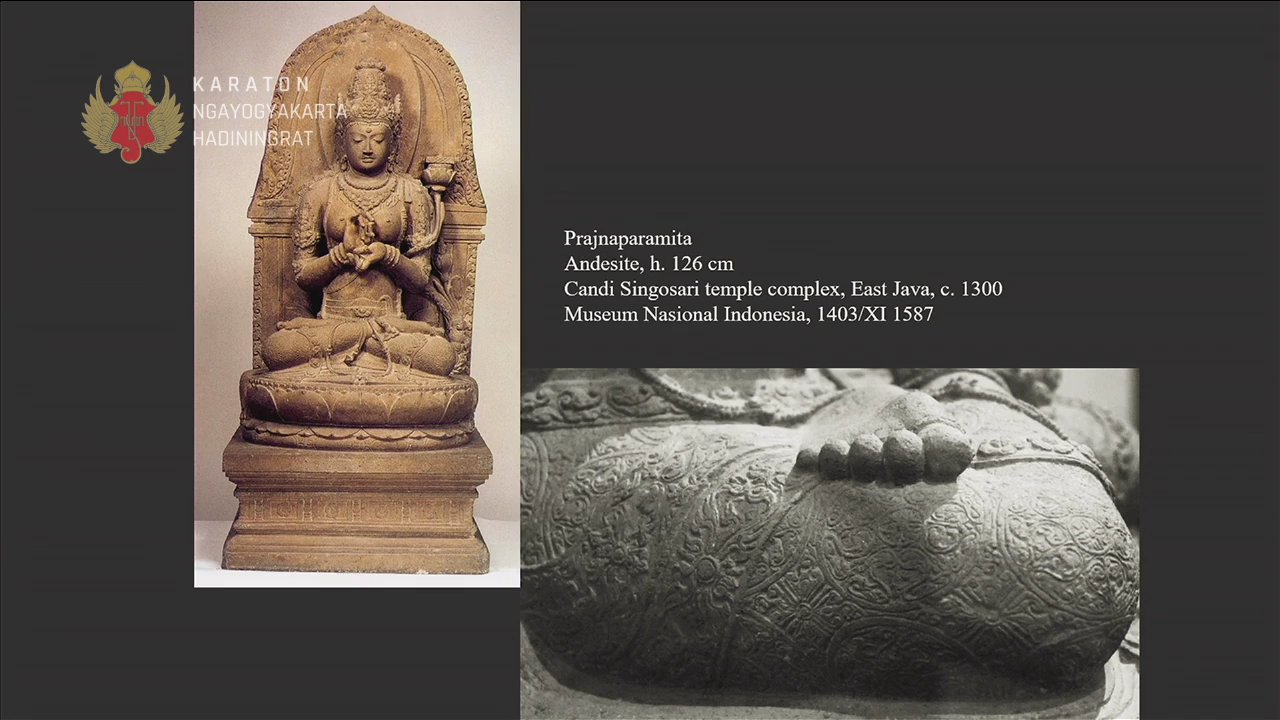 KARATON
NGAYOGYAKARTA
HADININGRAT
Prajnaparamita
Andesite, h. 126 cm
Candi Singosari temple complex, East Java, c. 1300
Museum Nasional Indonesia, 1403/XI 1587